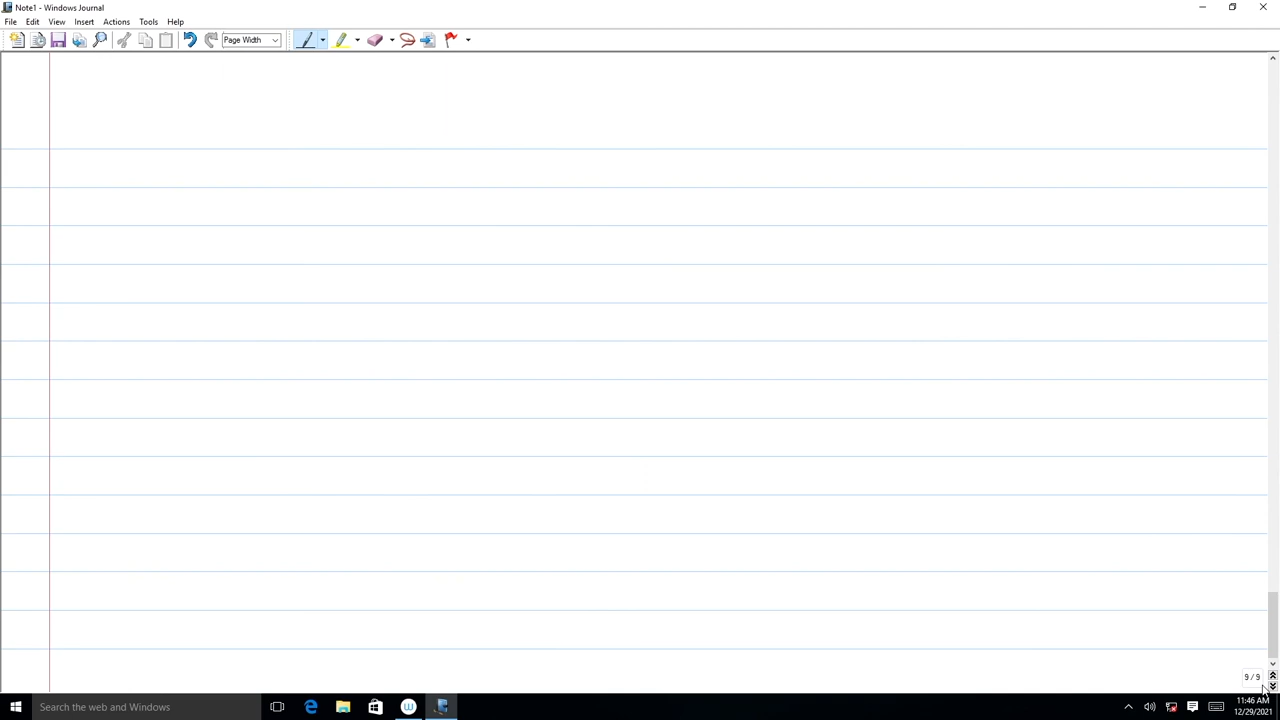 Note1 - Windows Journal
File Edit View Insert Actions Tools Help
Page Width
9 / 9
Search the web and Windows
11:46 AM
12/29/2021